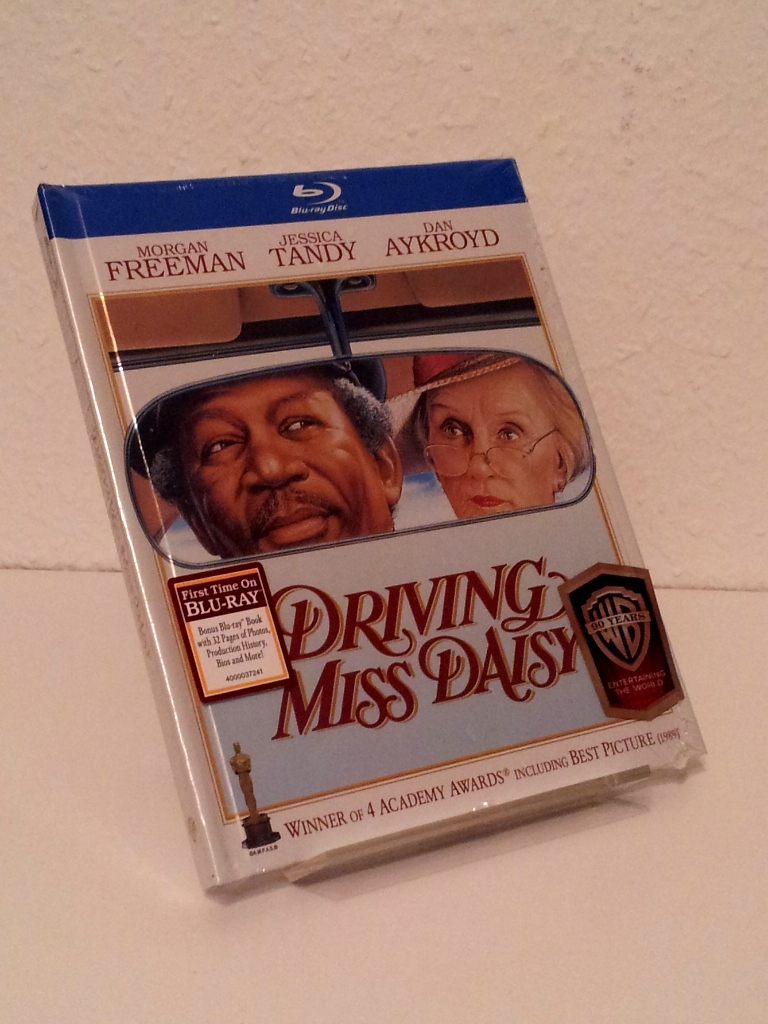 Blu-ray Disc
MORGAN FREEMAN
JESSICA TANDY
DAN AYKROYD
First Time On
BLU-RAY
Bonus Blu-ray™ Book
with 32 Pages of Photos,
Production History,
Bios and More!
4000037241
DRIVING
MISS DAISY
WB
90 YEARS
ENTERTAINING
THE WORLD
WINNER OF 4 ACADEMY AWARDS® INCLUDING BEST PICTURE (1989)
©A.M.P.A.S.®